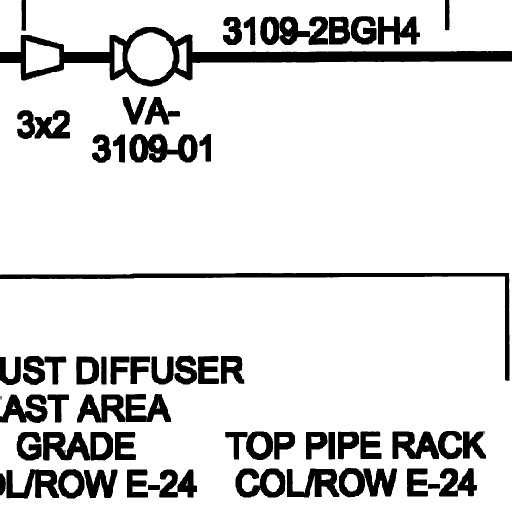 3109-2BGH4
3x2
VA-
3109-01
UST DIFFUSER
AST AREA
GRADE
OL/ROW E-24
TOP PIPE RACK
COL/ROW E-24